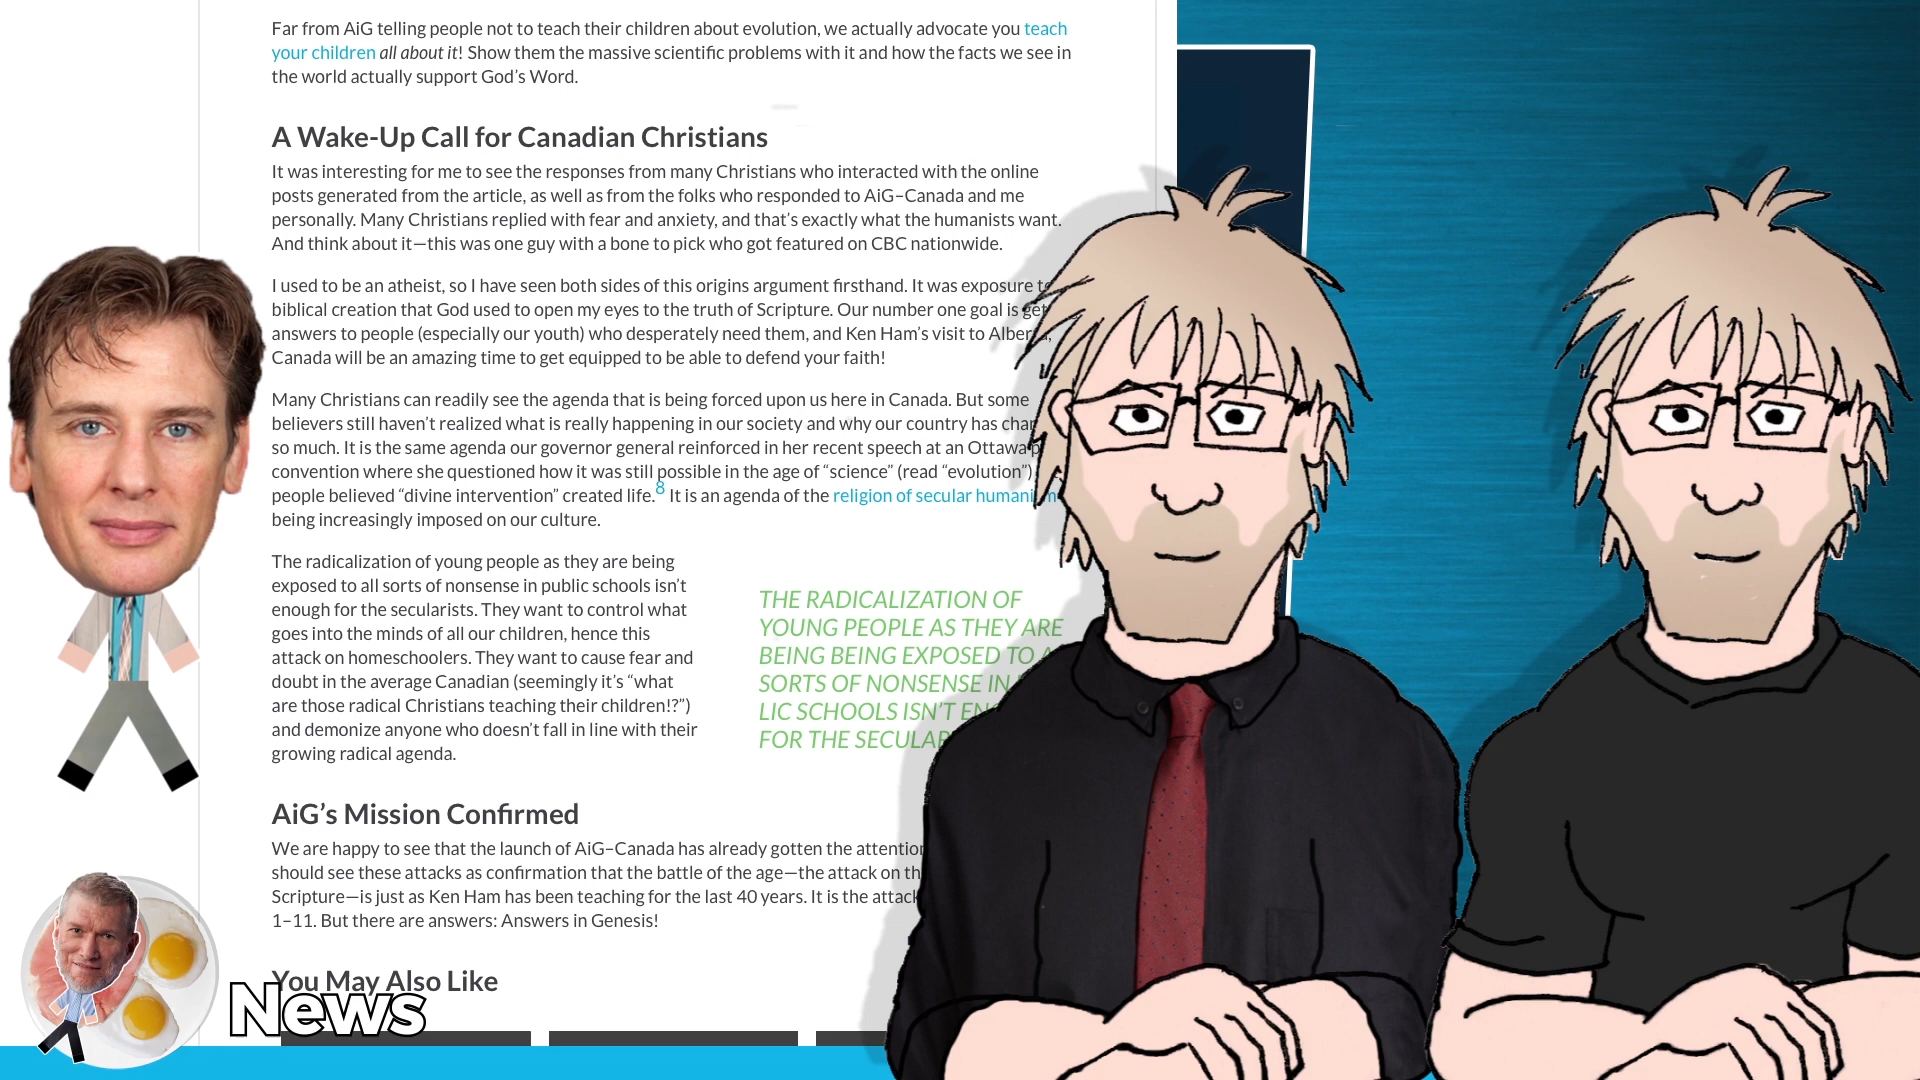 Far from AiG telling people not to teach their children about evolution, we actually advocate you teach
your children all about it! Show them the massive scientific problems with it and how the facts we see in
the world actually support God’s Word.
A Wake-Up Call for Canadian Christians
It was interesting for me to see the responses from many Christians who interacted with the online
posts generated from the article, as well as from the folks who responded to AiG–Canada and me
personally. Many Christians replied with fear and anxiety, and that’s exactly what the humanists want.
And think about it—this was one guy with a bone to pick who got featured on CBC nationwide.
I used to be an atheist, so I have seen both sides of this origins argument firsthand. It was exposure to
biblical creation that God used to open my eyes to the truth of Scripture. Our number one goal is
answers to people (especially our youth) who desperately need them, and Ken Ham’s visit to
Canada will be an amazing time to get equipped to be able to defend your faith!
Many Christians can readily see the agenda that is being forced upon us here in Canada. But some
believers still haven’t realized what is really happening in our society and why our country has
so much. It is the same agenda our governor general reinforced in her recent speech at an Ottawa
convention where she questioned how it was still possible in the age of “science” (read “evolution”)
people believed “divine intervention” created life.8 It is an agenda of the religion of secular
being increasingly imposed on our culture.
The radicalization of young people as they are being
exposed to all sorts of nonsense in public schools isn’t
enough for the secularists. They want to control what
goes into the minds of all our children, hence this
attack on homeschoolers. They want to cause fear and
doubt in the average Canadian (seemingly it’s “what
are those radical Christians teaching their children!?”)
and demonize anyone who doesn’t fall in line with their
growing radical agenda.
THE RADICALIZATION OF
YOUNG PEOPLE AS THEY ARE
BEING BEING EXPOSED TO
SORTS OF NONSENSE IN
LIC SCHOOLS ISN’T
FOR THE
AiG’s Mission Confirmed
We are happy to see that the launch of AiG–Canada has already gotten the attention
should see these attacks as confirmation that the battle of the age—the attack on
Scripture—is just as Ken Ham has been teaching for the last 40 years. It is the attack
1–11. But there are answers: Answers in Genesis!
You May Also Like
News